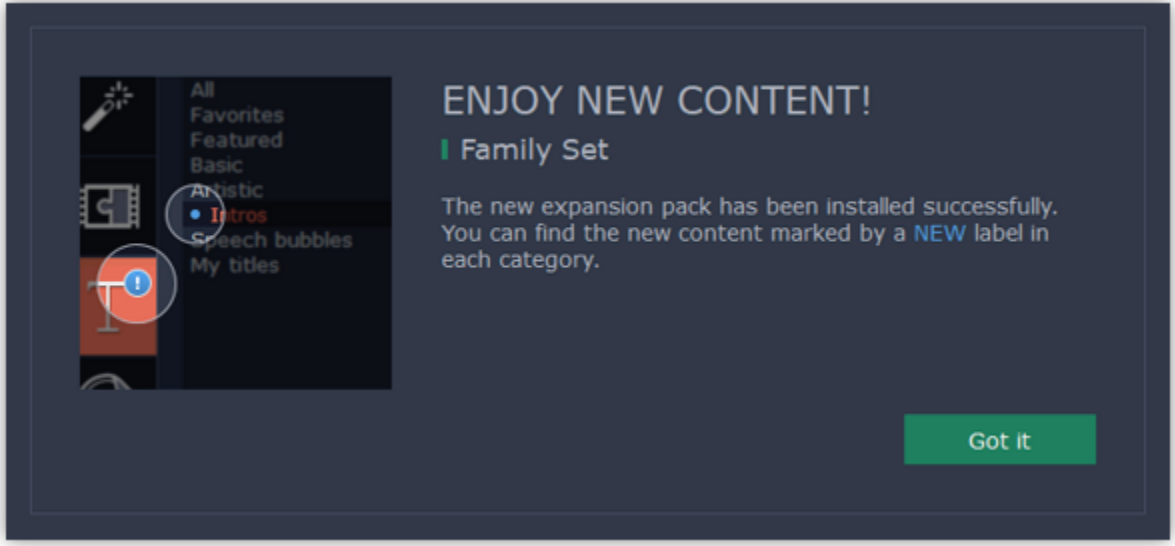 All
Favorites
Featured
Basic
Artistic
Intros
Speech bubbles
My titles
ENJOY NEW CONTENT!
Family Set
The new expansion pack has been installed successfully.
You can find the new content marked by a NEW label in
each category.
Got it